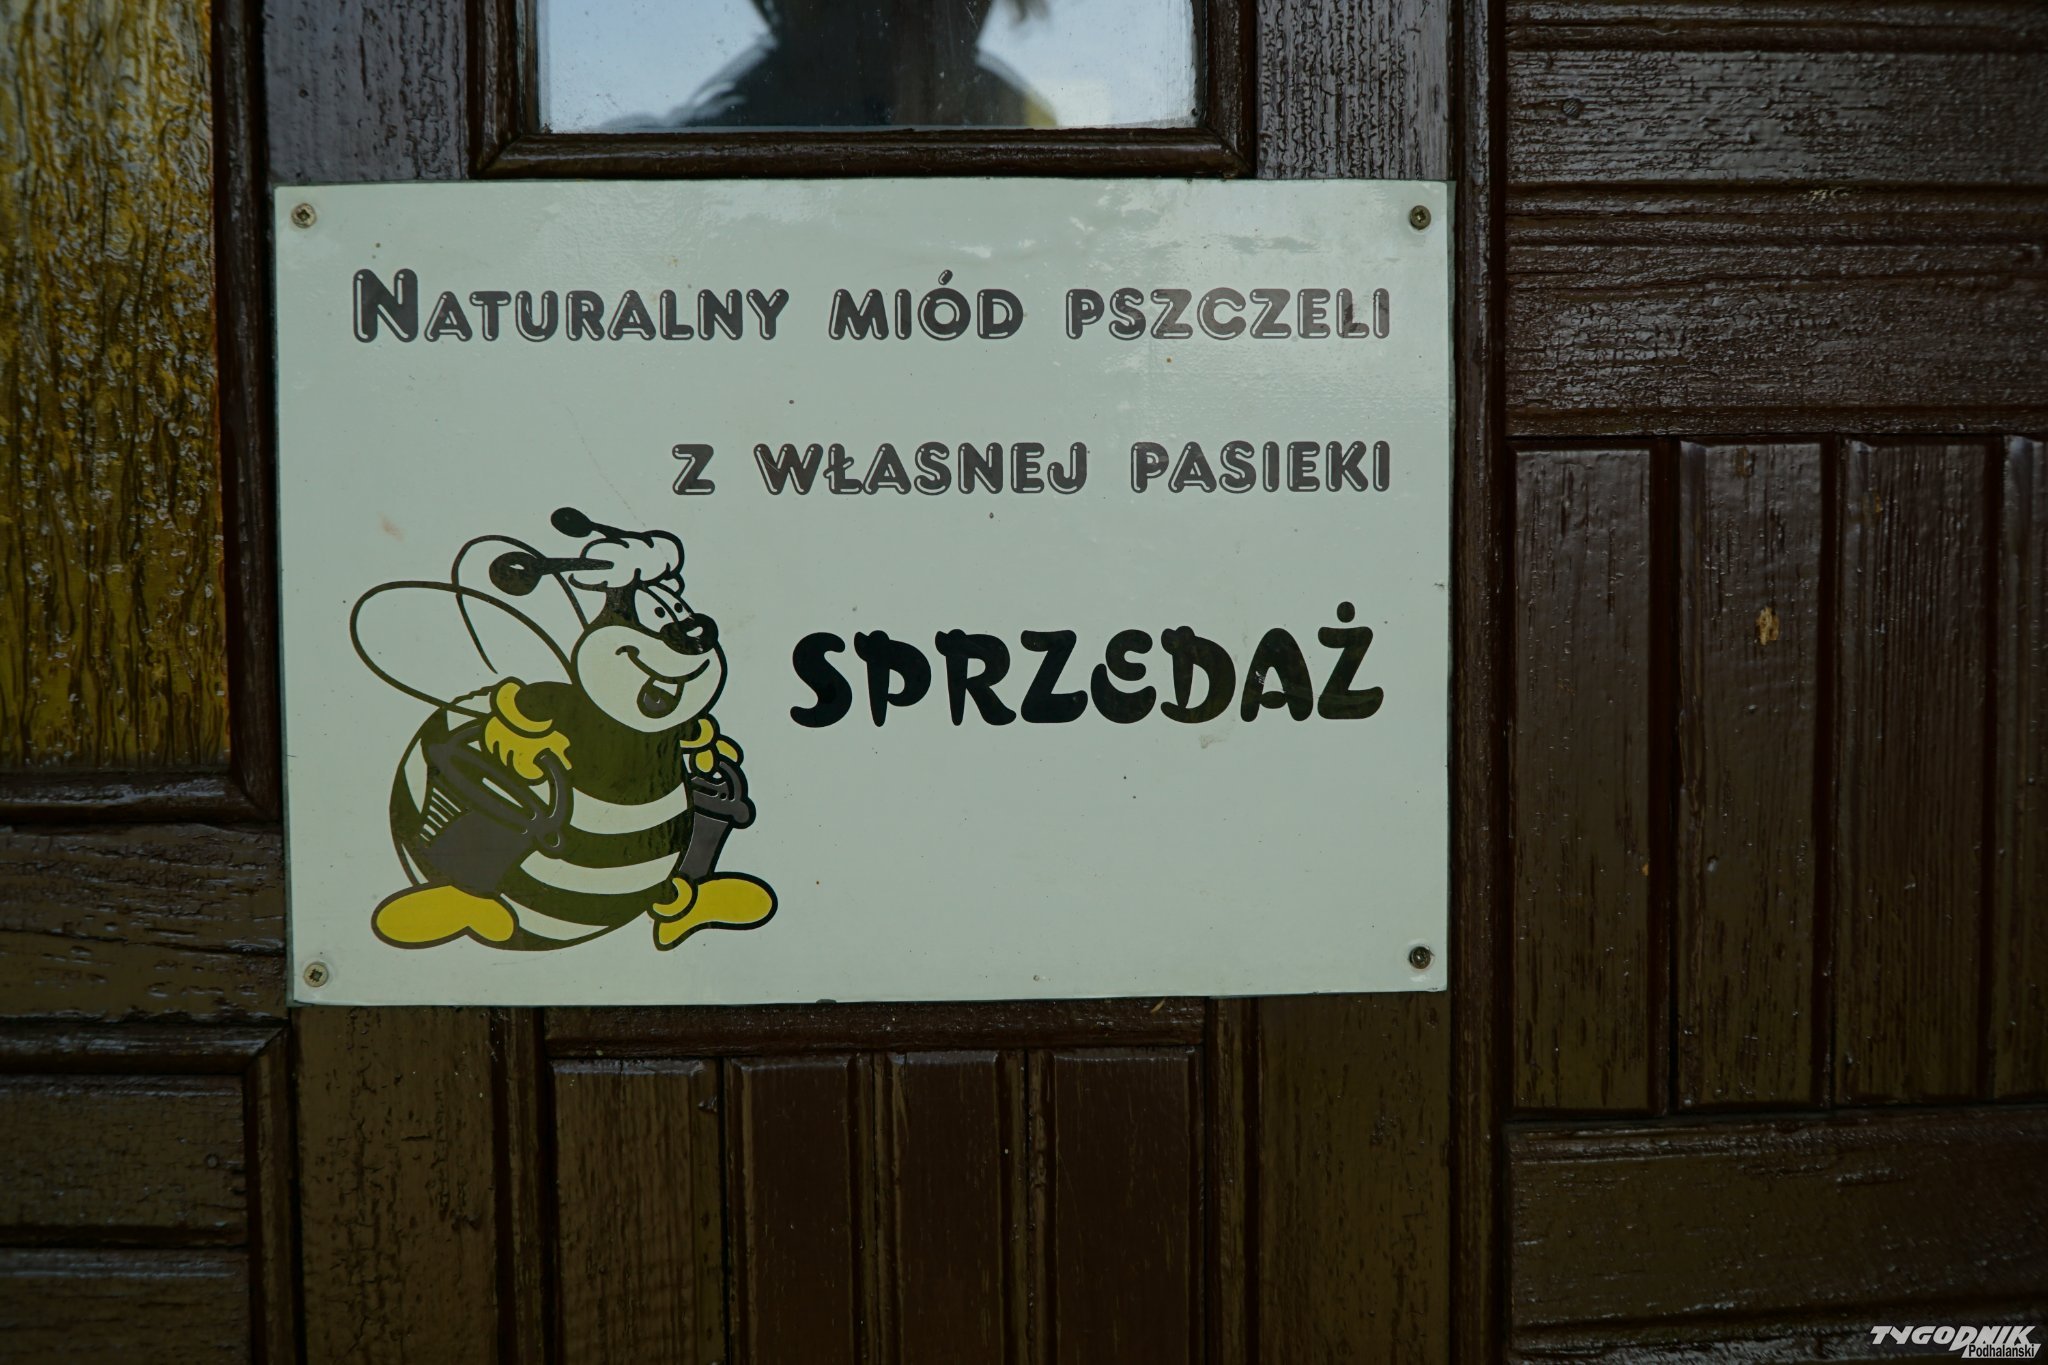 Naturalny miód pszczeli
z własnej pasieki
SPRZEDAŻ
TYGODNIK
Podhalański